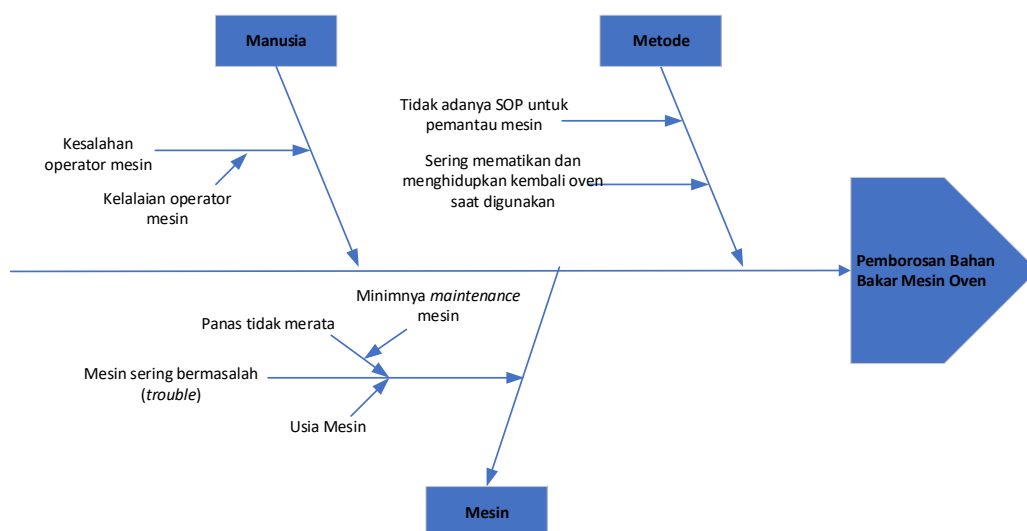 Manusia
Metode
Tidak adanya SOP untuk
pemantau mesin
Kesalahan
operator mesin
Sering mematikan dan
menghidupkan kembali oven
saat digunakan
Kelalaian operator
mesin
Pemborosan Bahan
Bakar Mesin Oven
Minimnya maintenance
mesin
Panas tidak merata
Mesin sering bermasalah
(trouble)
Usia Mesin
Mesin